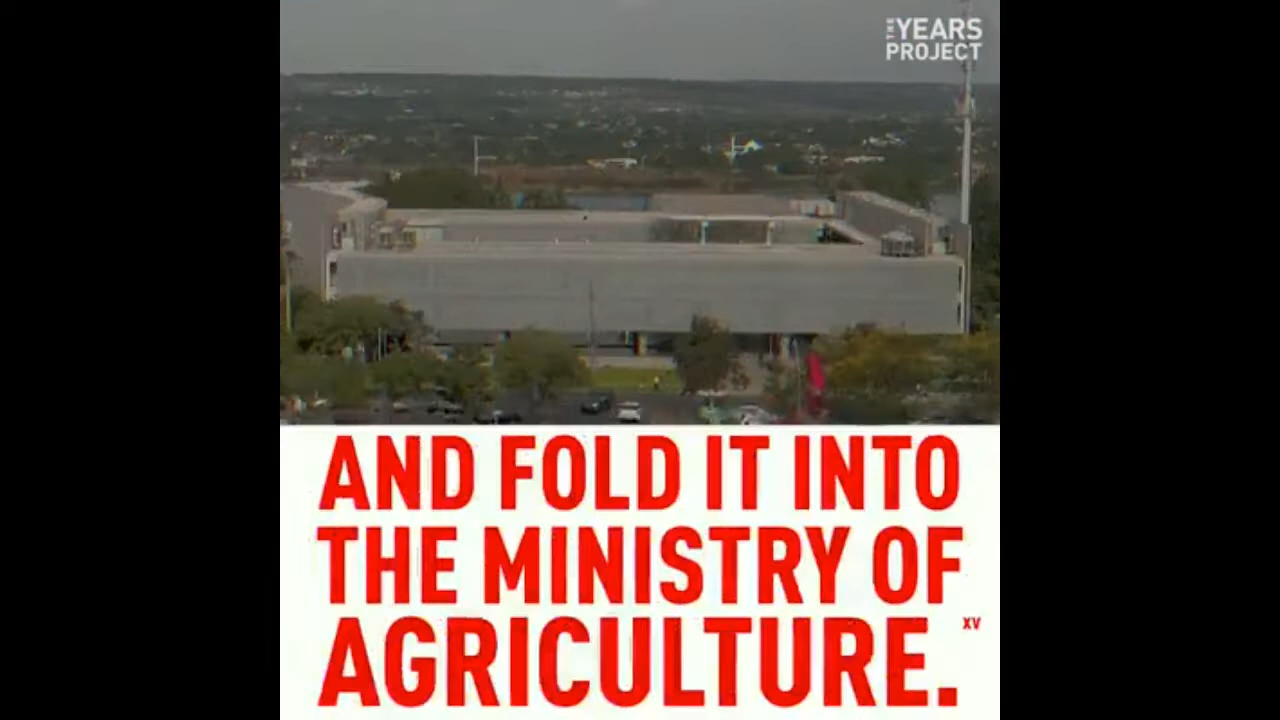 THE YEARS
PROJECT
AND FOLD IT INTO
THE MINISTRY OF
AGRICULTURE. XV